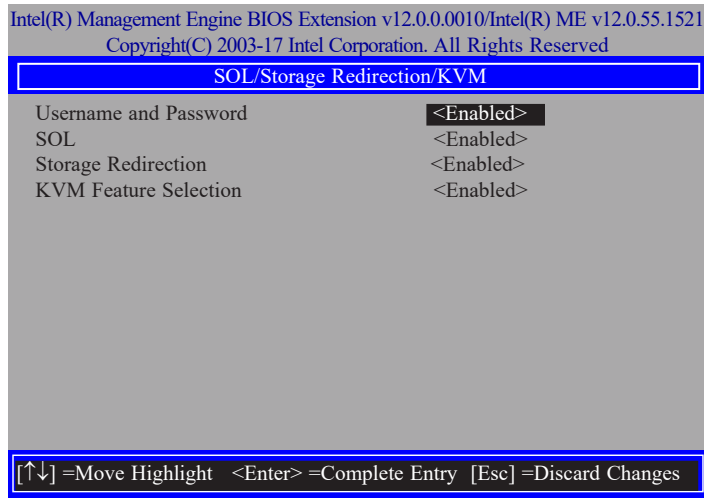 Intel(R) Management Engine BIOS Extension v12.0.0.0010/Intel(R) ME v12.0.55.1521
Copyright(C) 2003-17 Intel Corporation. All Rights Reserved
SOL/Storage Redirection/KVM
Username and Password <Enabled>
SOL <Enabled>
Storage Redirection <Enabled>
KVM Feature Selection <Enabled>
[↑↓] =Move Highlight <Enter> =Complete Entry [Esc] =Discard Changes